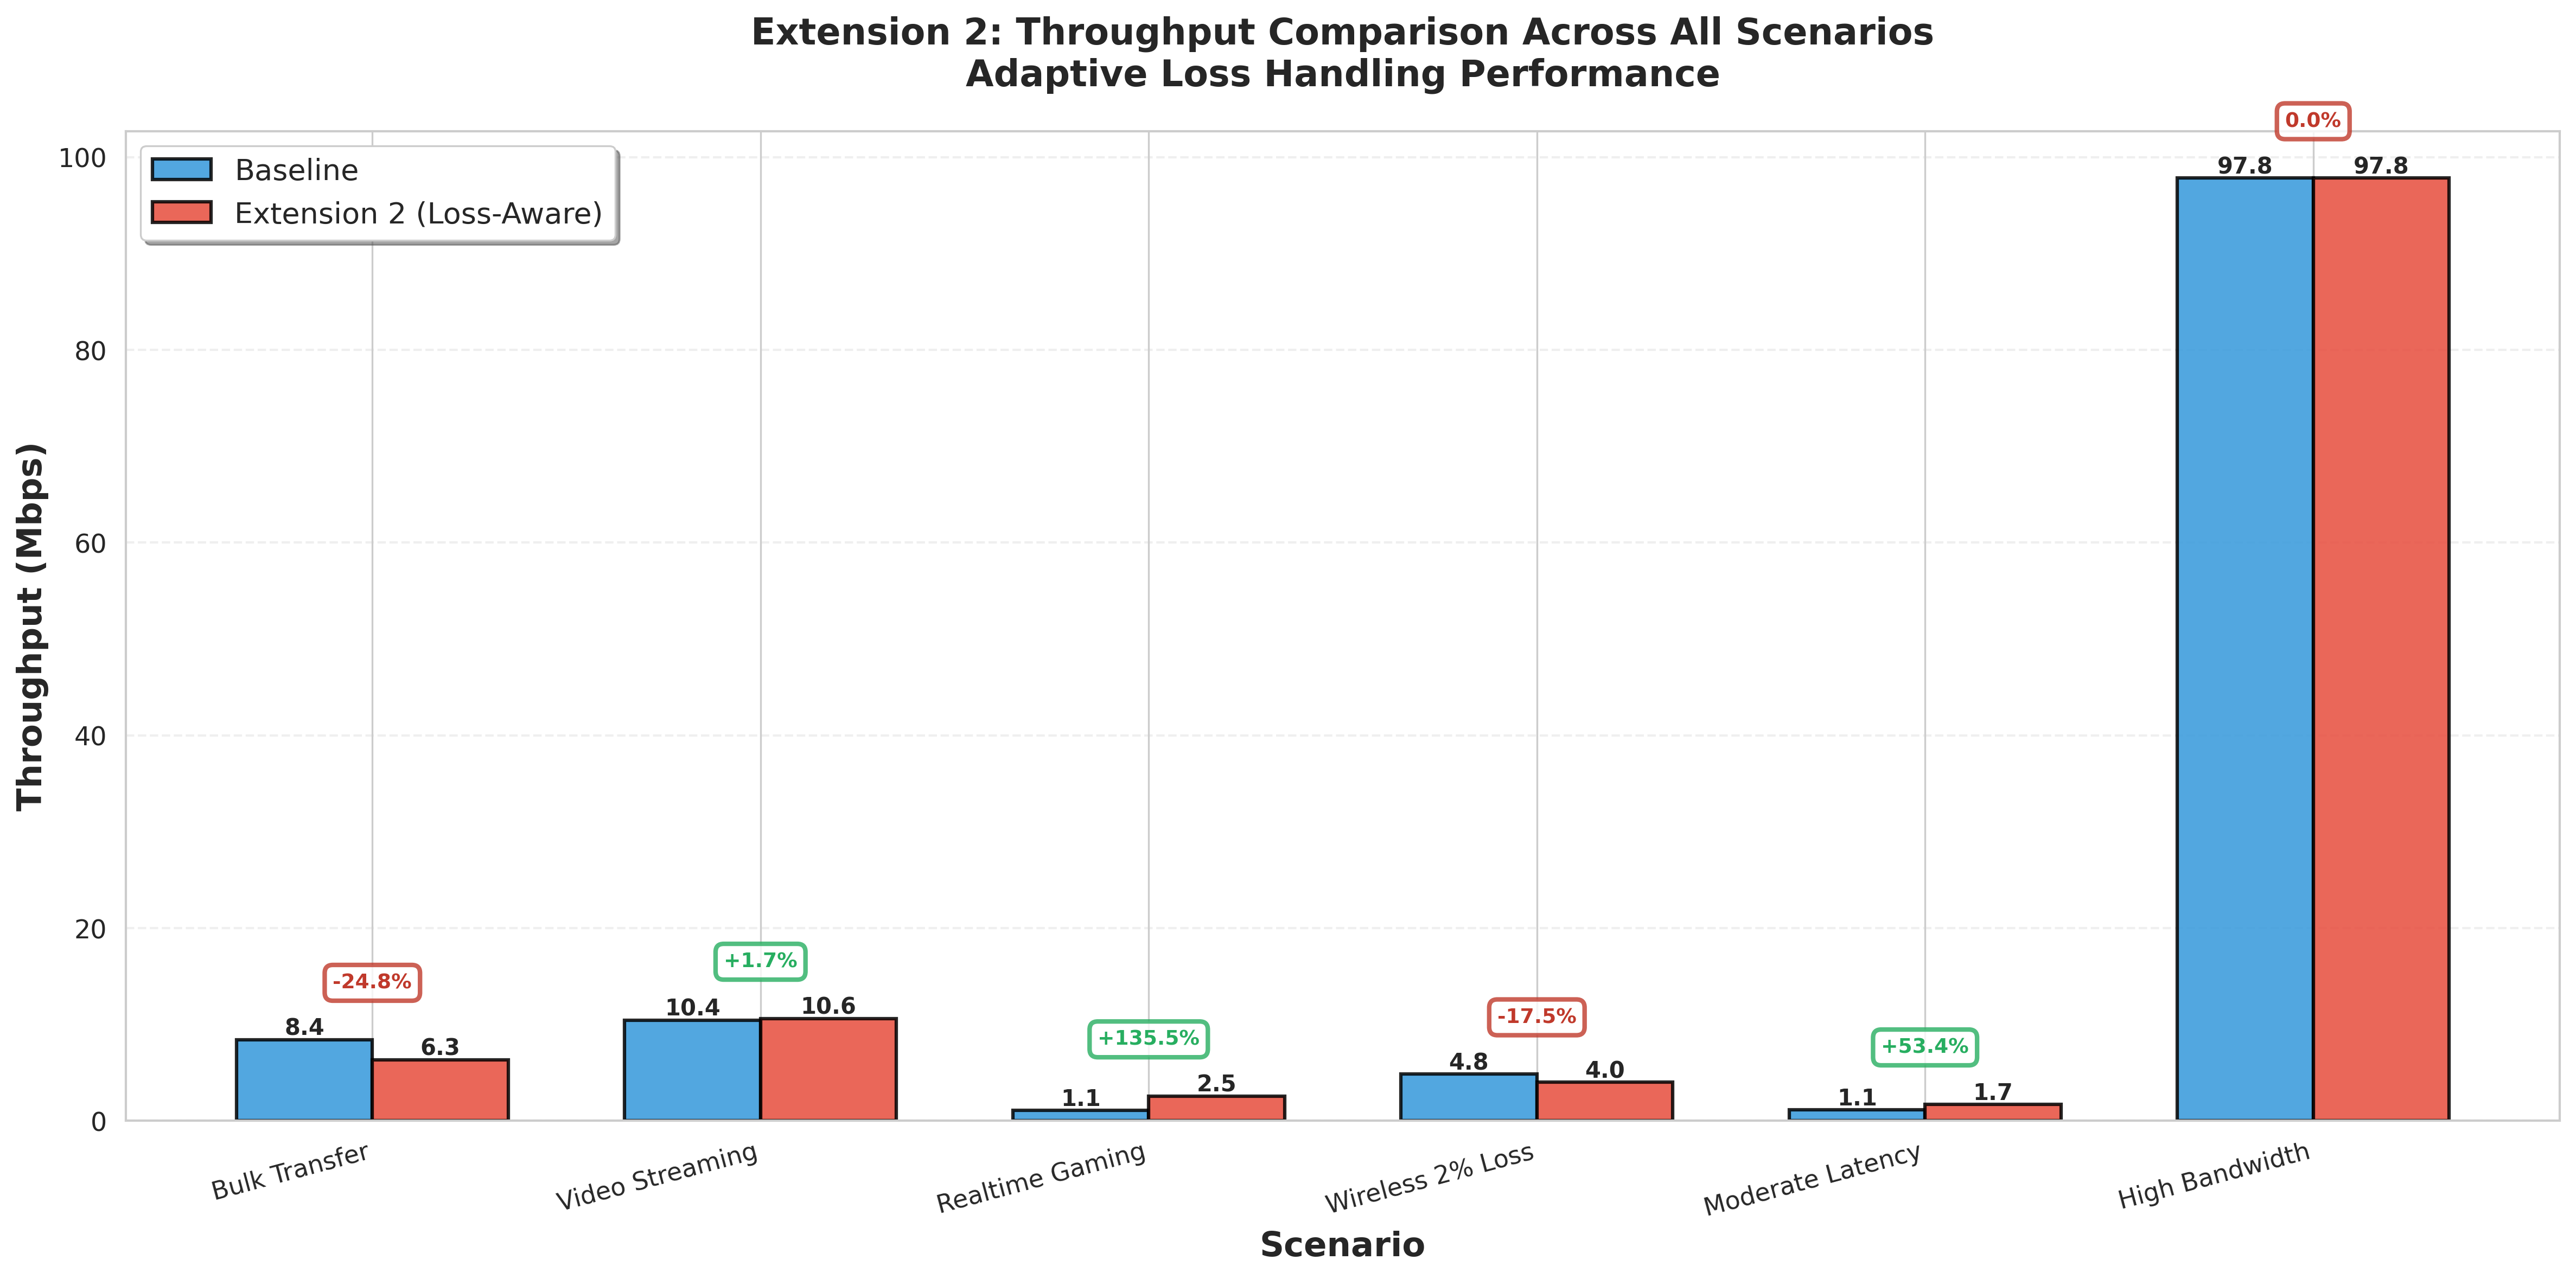 Extension 2: Throughput Comparison Across All Scenarios
Adaptive Loss Handling Performance
Baseline
Extension 2 (Loss-Aware)
Throughput (Mbps)
100
80
60
40
20
0
-24.8%
8.4
6.3
+1.7%
10.4
10.6
+135.5%
1.1
2.5
-17.5%
4.8
4.0
+53.4%
1.1
1.7
0.0%
97.8
97.8
Bulk Transfer
Video Streaming
Realtime Gaming
Wireless 2% Loss
Moderate Latency
High Bandwidth
Scenario